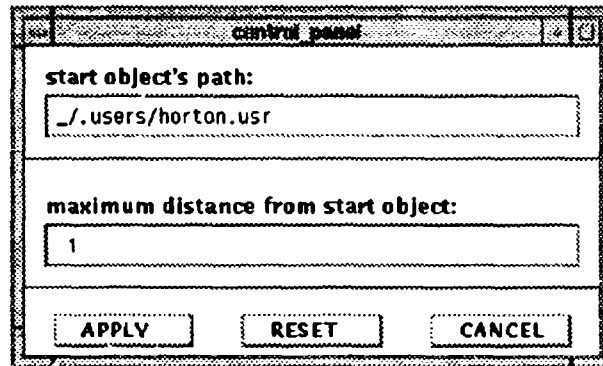 control_panel
start object's path:
_/.users/horton.usr
maximum distance from start object:
1
APPLY RESET CANCEL